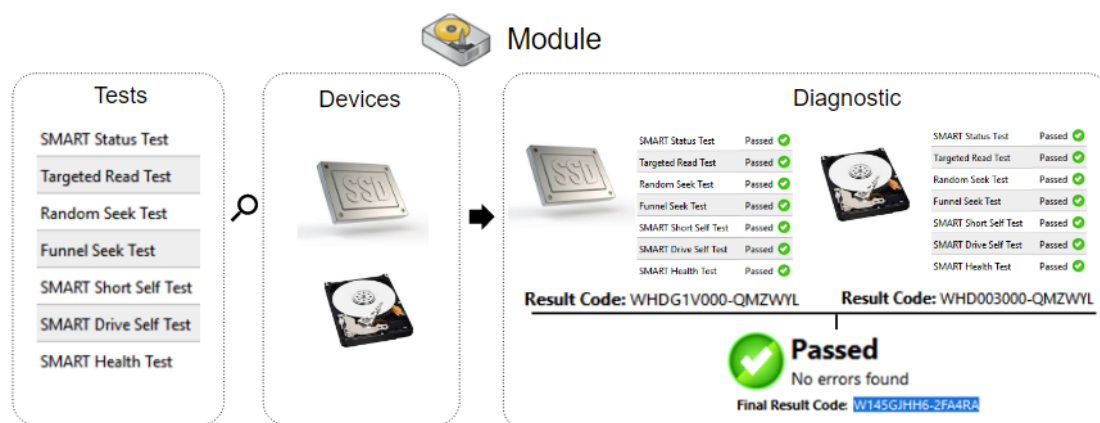 Module
Tests
SMART Status Test
Targeted Read Test
Random Seek Test
Funnel Seek Test
SMART Short Self Test
SMART Drive Self Test
SMART Health Test
Devices
SSD
Diagnostic
SSD
SMART Status Test Passed
Targeted Read Test Passed
Random Seek Test Passed
Funnel Seek Test Passed
SMART Short Self Test Passed
SMART Drive Self Test Passed
SMART Health Test Passed
Result Code: WHDG1V000-QMZWYL
SMART Status Test Passed
Targeted Read Test Passed
Random Seek Test Passed
Funnel Seek Test Passed
SMART Short Self Test Passed
SMART Drive Self Test Passed
SMART Health Test Passed
Result Code: WHD003000-QMZWYL
Passed
No errors found
Final Result Code: W145GJHH6-2FA4RA